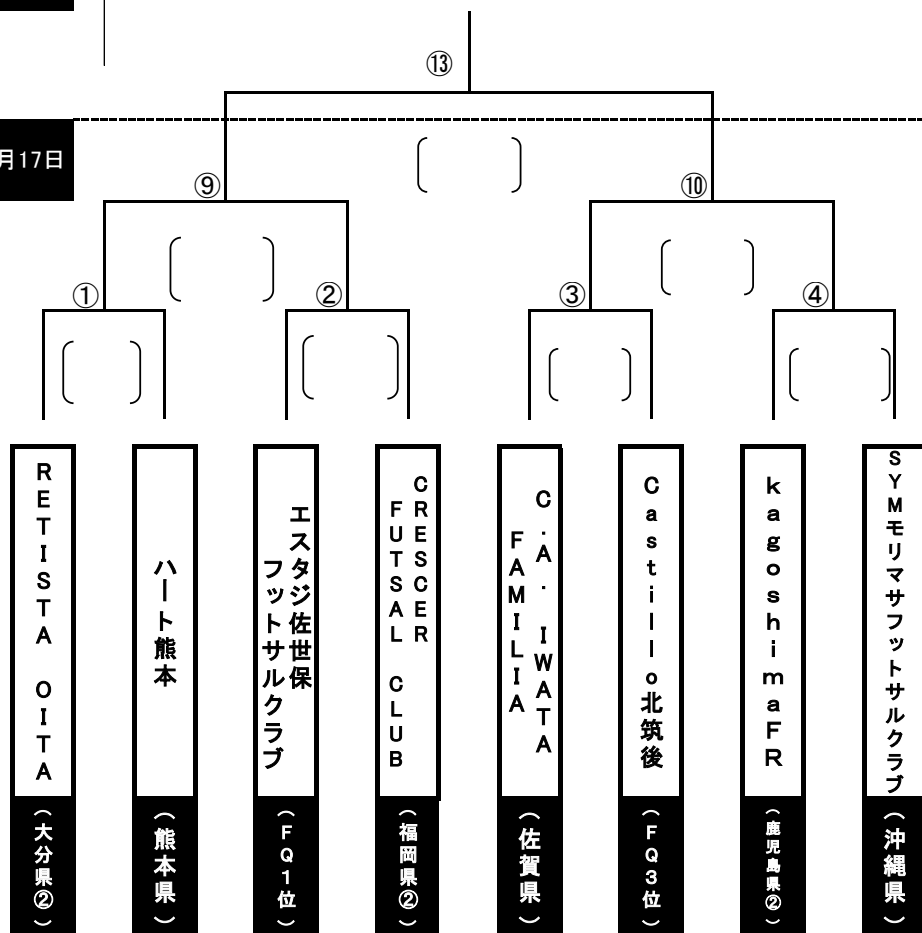 ⑬
月17日
⑨
⑩
①
②
③
④
RETISTA OITA
(大分県②)
ハート熊本
(熊本県)
エスタジ佐世保
フットサルクラブ
(FQ1位)
CRESCER
FUTSAL CLUB
(福岡県②)
C.A. IWATA
FAMILIA
(佐賀県)
Castillo北筑後
(FQ3位)
kagoshimaFR
(鹿児島県②)
SYMモリマサフットサルクラブ
(沖縄県)